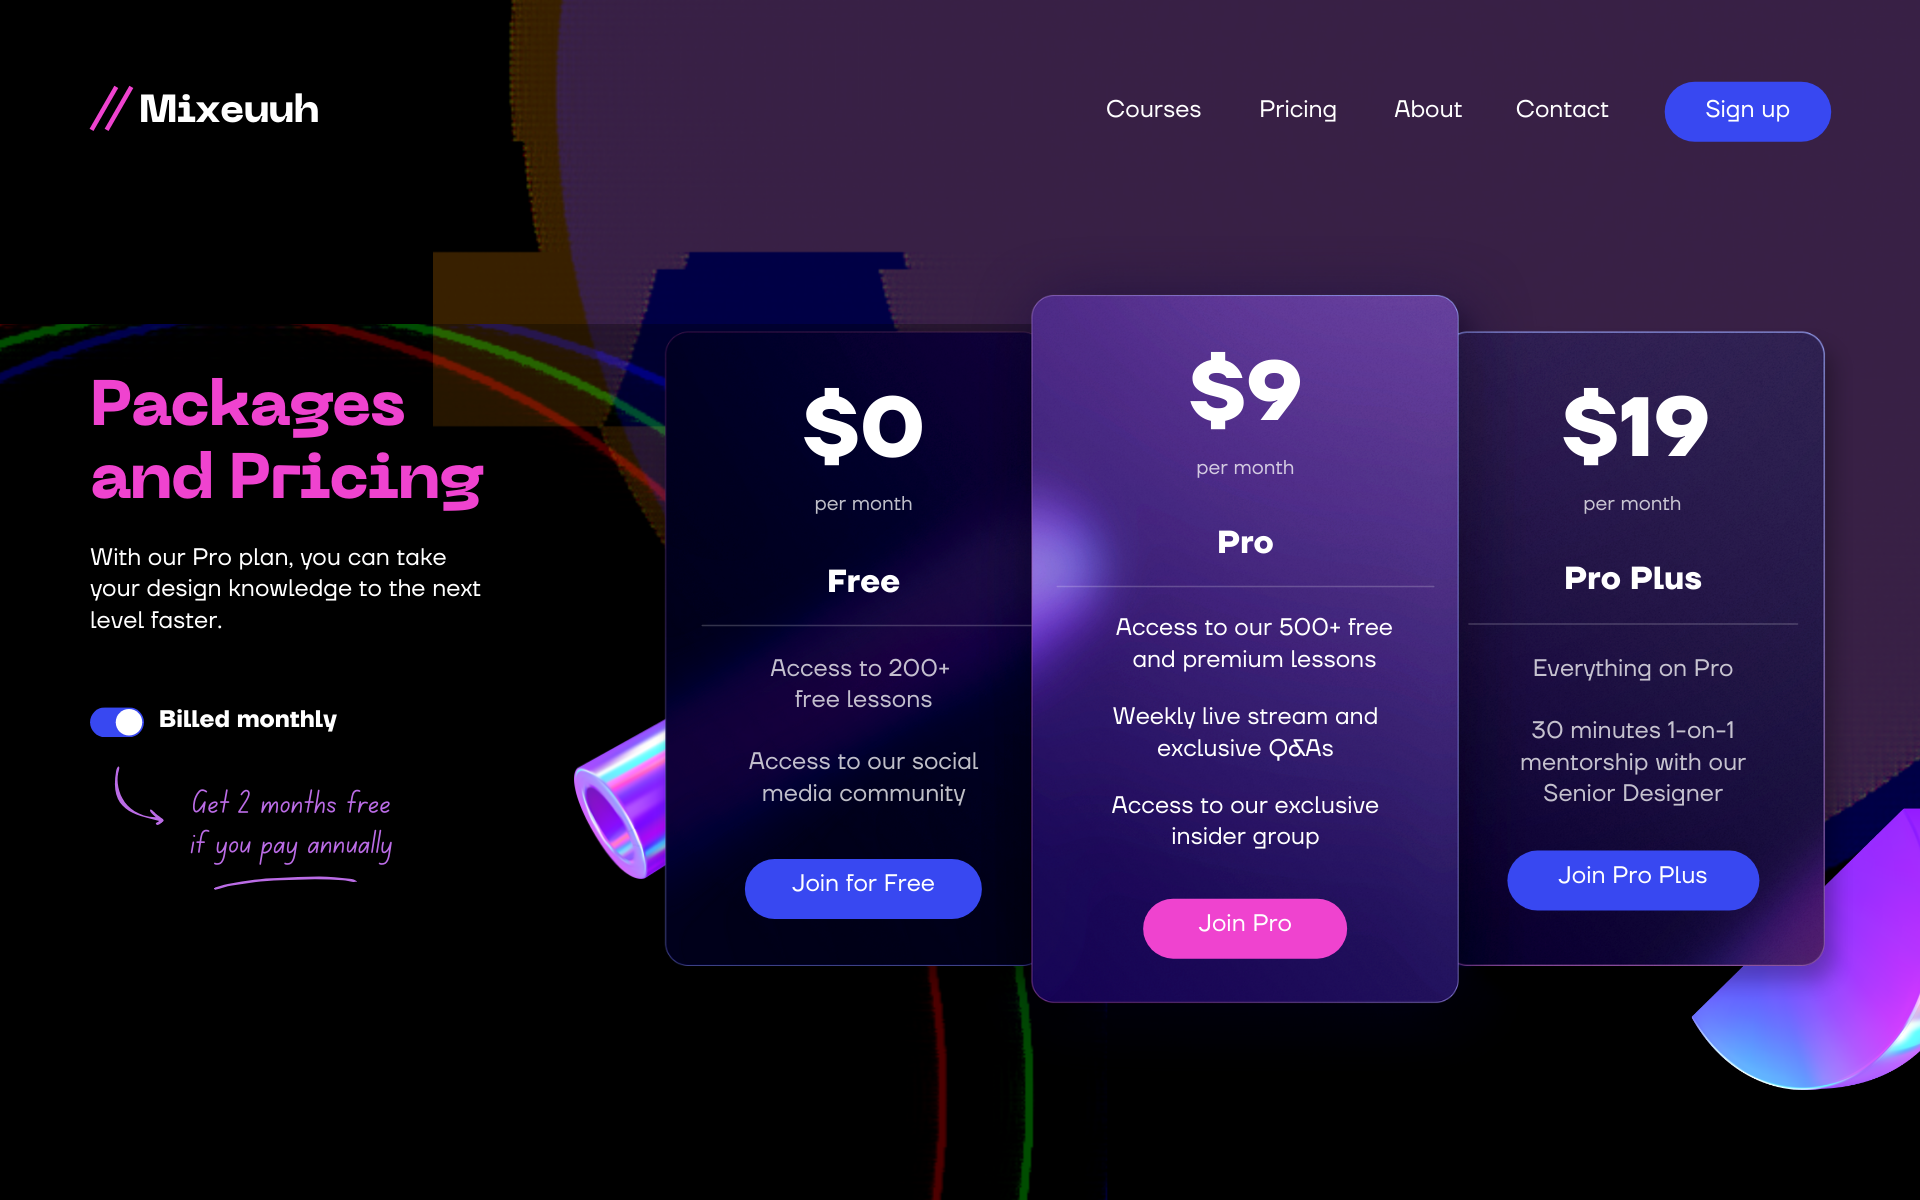 Mixeuuh
Courses
Pricing
About
Contact
Sign up
Packages
and Pricing
With our Pro plan, you can take
your design knowledge to the next
level faster.
Billed monthly
Get 2 months free
if you pay annually
$0
per month
Free
Access to 200+
free lessons
Access to our social
media community
Join for Free
$9
per month
Pro
Access to our 500+ free
and premium lessons
Weekly live stream and
exclusive Q&As
Access to our exclusive
insider group
Join Pro
$19
per month
Pro Plus
Everything on Pro
30 minutes 1-on-1
mentorship with our
Senior Designer
Join Pro Plus